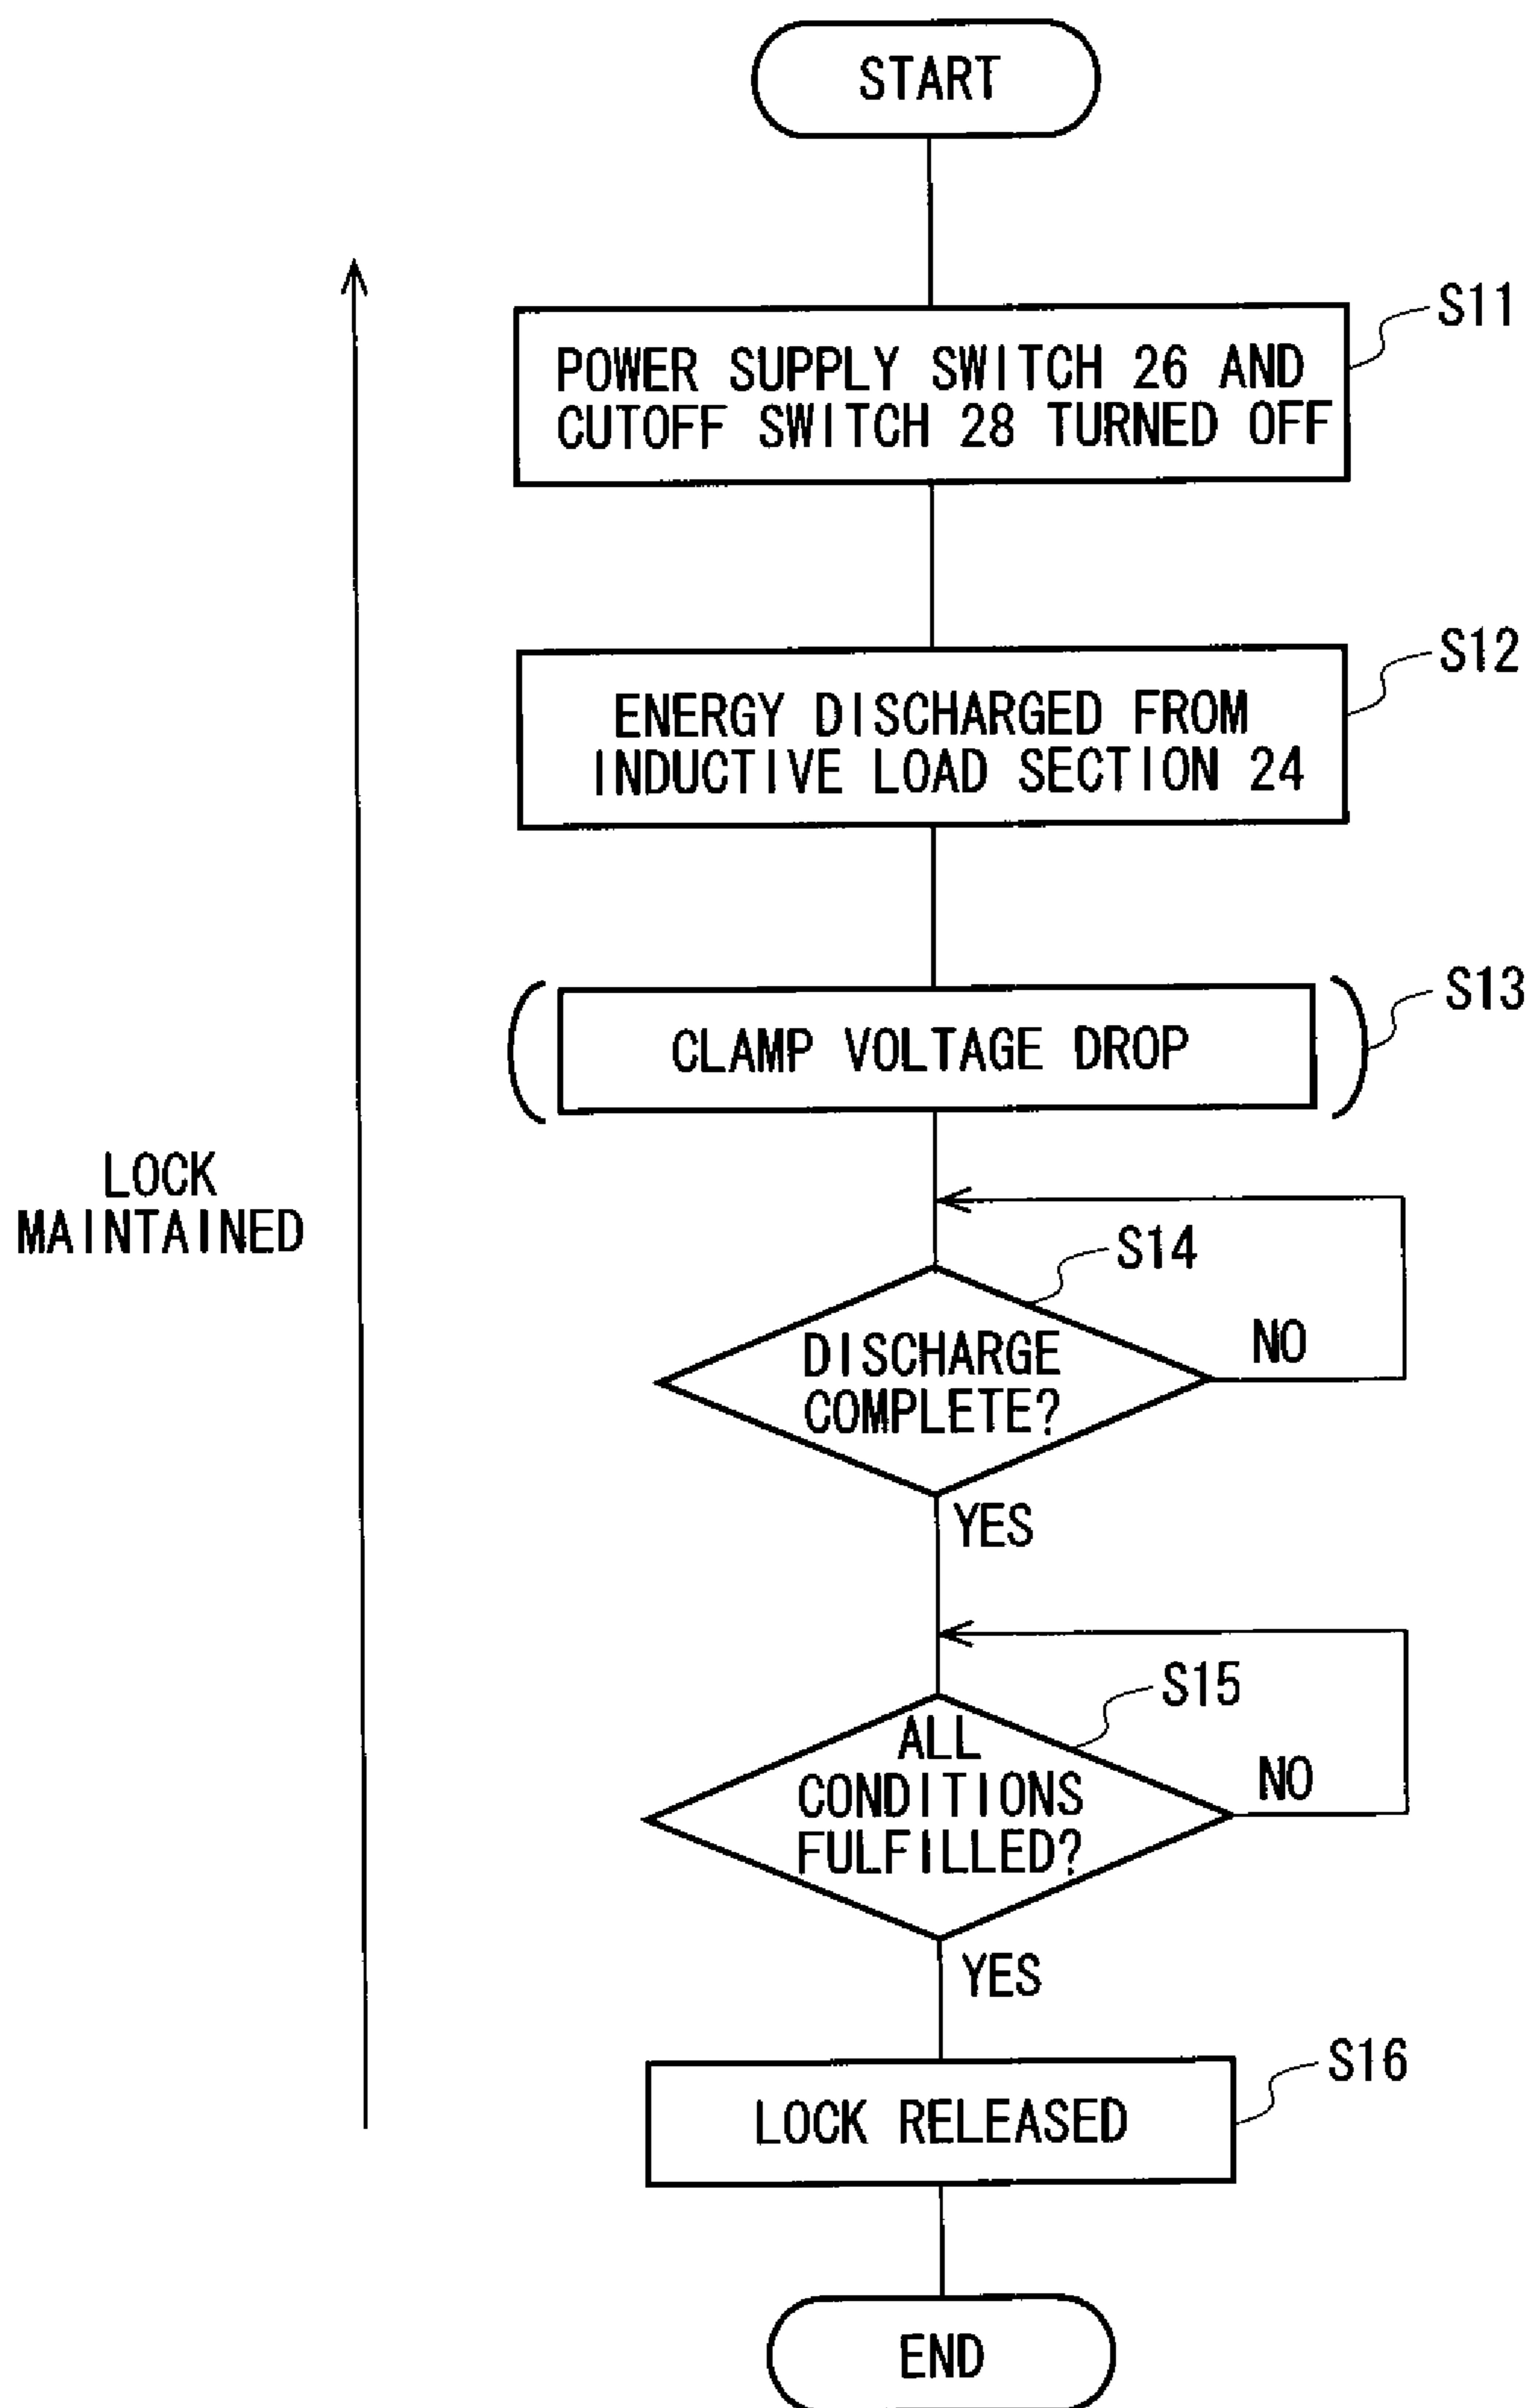 START
S11
POWER SUPPLY SWITCH 26 AND
CUTOFF SWITCH 28 TURNED OFF
S12
ENERGY DISCHARGED FROM
INDUCTIVE LOAD SECTION 24
S13
CLAMP VOLTAGE DROP
LOCK
MAINTAINED
S14
DISCHARGE
COMPLETE?
NO
YES
S15
ALL
CONDITIONS
FULFILLED?
NO
YES
S16
LOCK RELEASED
END